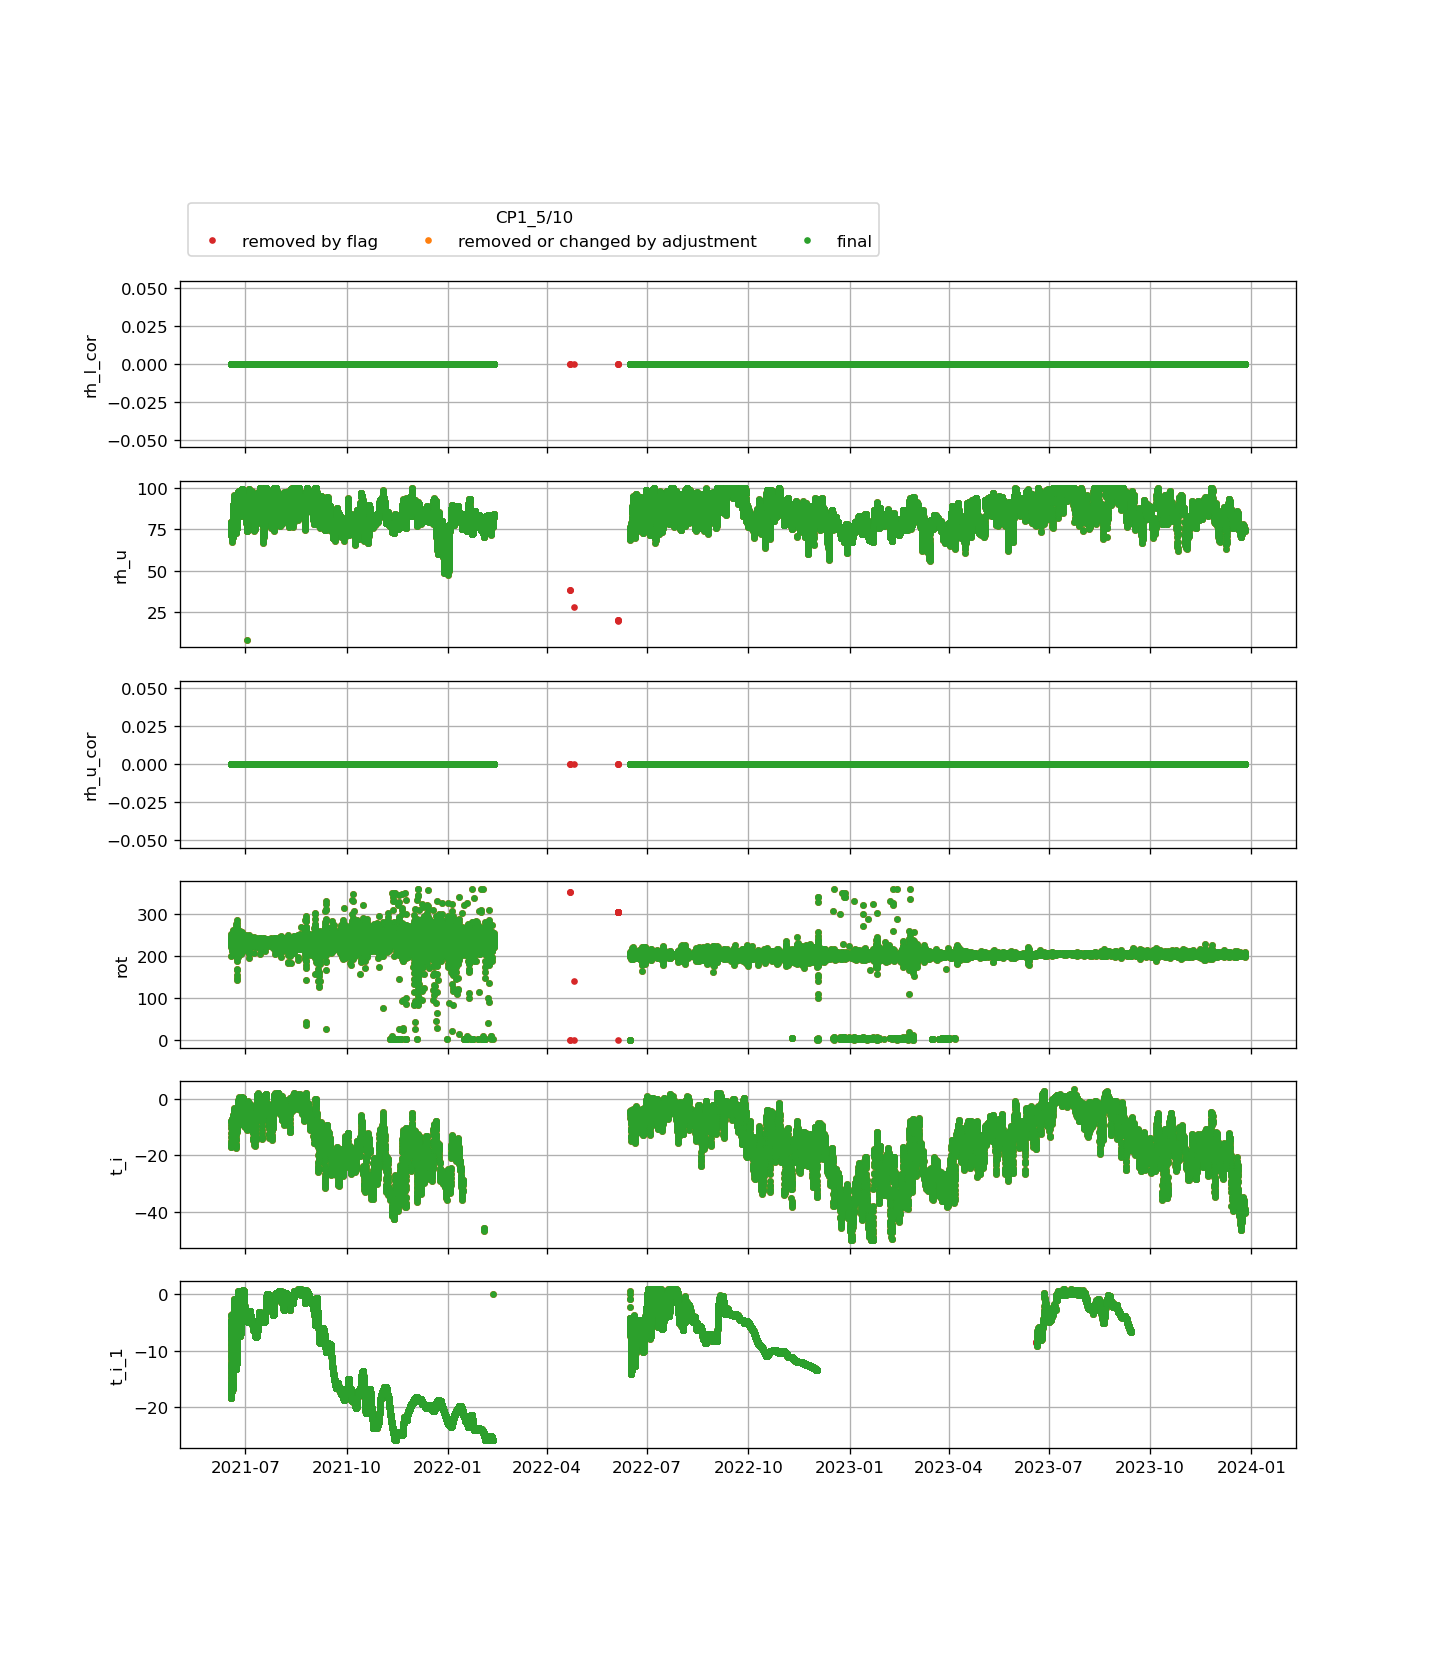 CP1_5/10
removed by flag removed or changed by adjustment final
0.050
0.025
0.000
−0.025
−0.050
rh_l_cor
100
75
50
25
rh_u
0.050
0.025
0.000
−0.025
−0.050
rh_u_cor
300
200
100
0
rot
0
−20
−40
t_i
0
−10
−20
t_i_1
2021-07 2021-10 2022-01 2022-04 2022-07 2022-10 2023-01 2023-04 2023-07 2023-10 2024-01